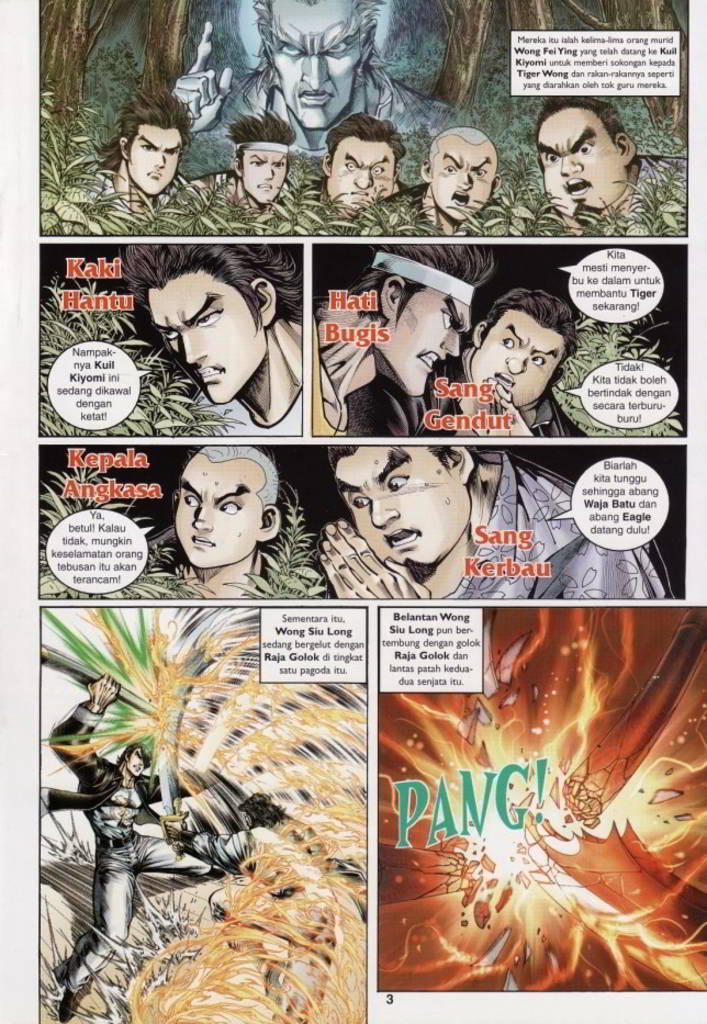 Mereka itu ialah kelima-lima orang murid
Wong Fei Ying yang telah datang ke Kuil
Kiyomi untuk memberi sokongan kepada
Tiger Wong dan rakan-rakannya seperti
yang diarahkan oleh tok guru mereka.
Kaki
Hantu
Nampak-
nya Kuil
Kiyomi ini
sedang dikawal
dengan
ketat!
Hati
Bugis
Kita
mesti menyer-
bu ke dalam untuk
membantu Tiger
sekarang!
Sang
Gendut
Tidak!
Kita tidak boleh
bertindak dengan
secara terburu-
buru!
Kepala
Angkasa
Ya,
betul! Kalau
tidak, mungkin
keselamatan orang
tebusan itu akan
terancam!
Sang
Kerbau
Biarlah
kita tunggu
sehingga abang
Waja Batu dan
abang Eagle
datang dulu!
Sementara itu,
Wong Siu Long
sedang bergelut dengan
Raja Golok di tingkat
satu pagoda itu.
Belantan Wong
Siu Long pun ber-
tembung dengan golok
Raja Golok dan
lantas patah kedua-
dua senjata itu.
PANG!
3